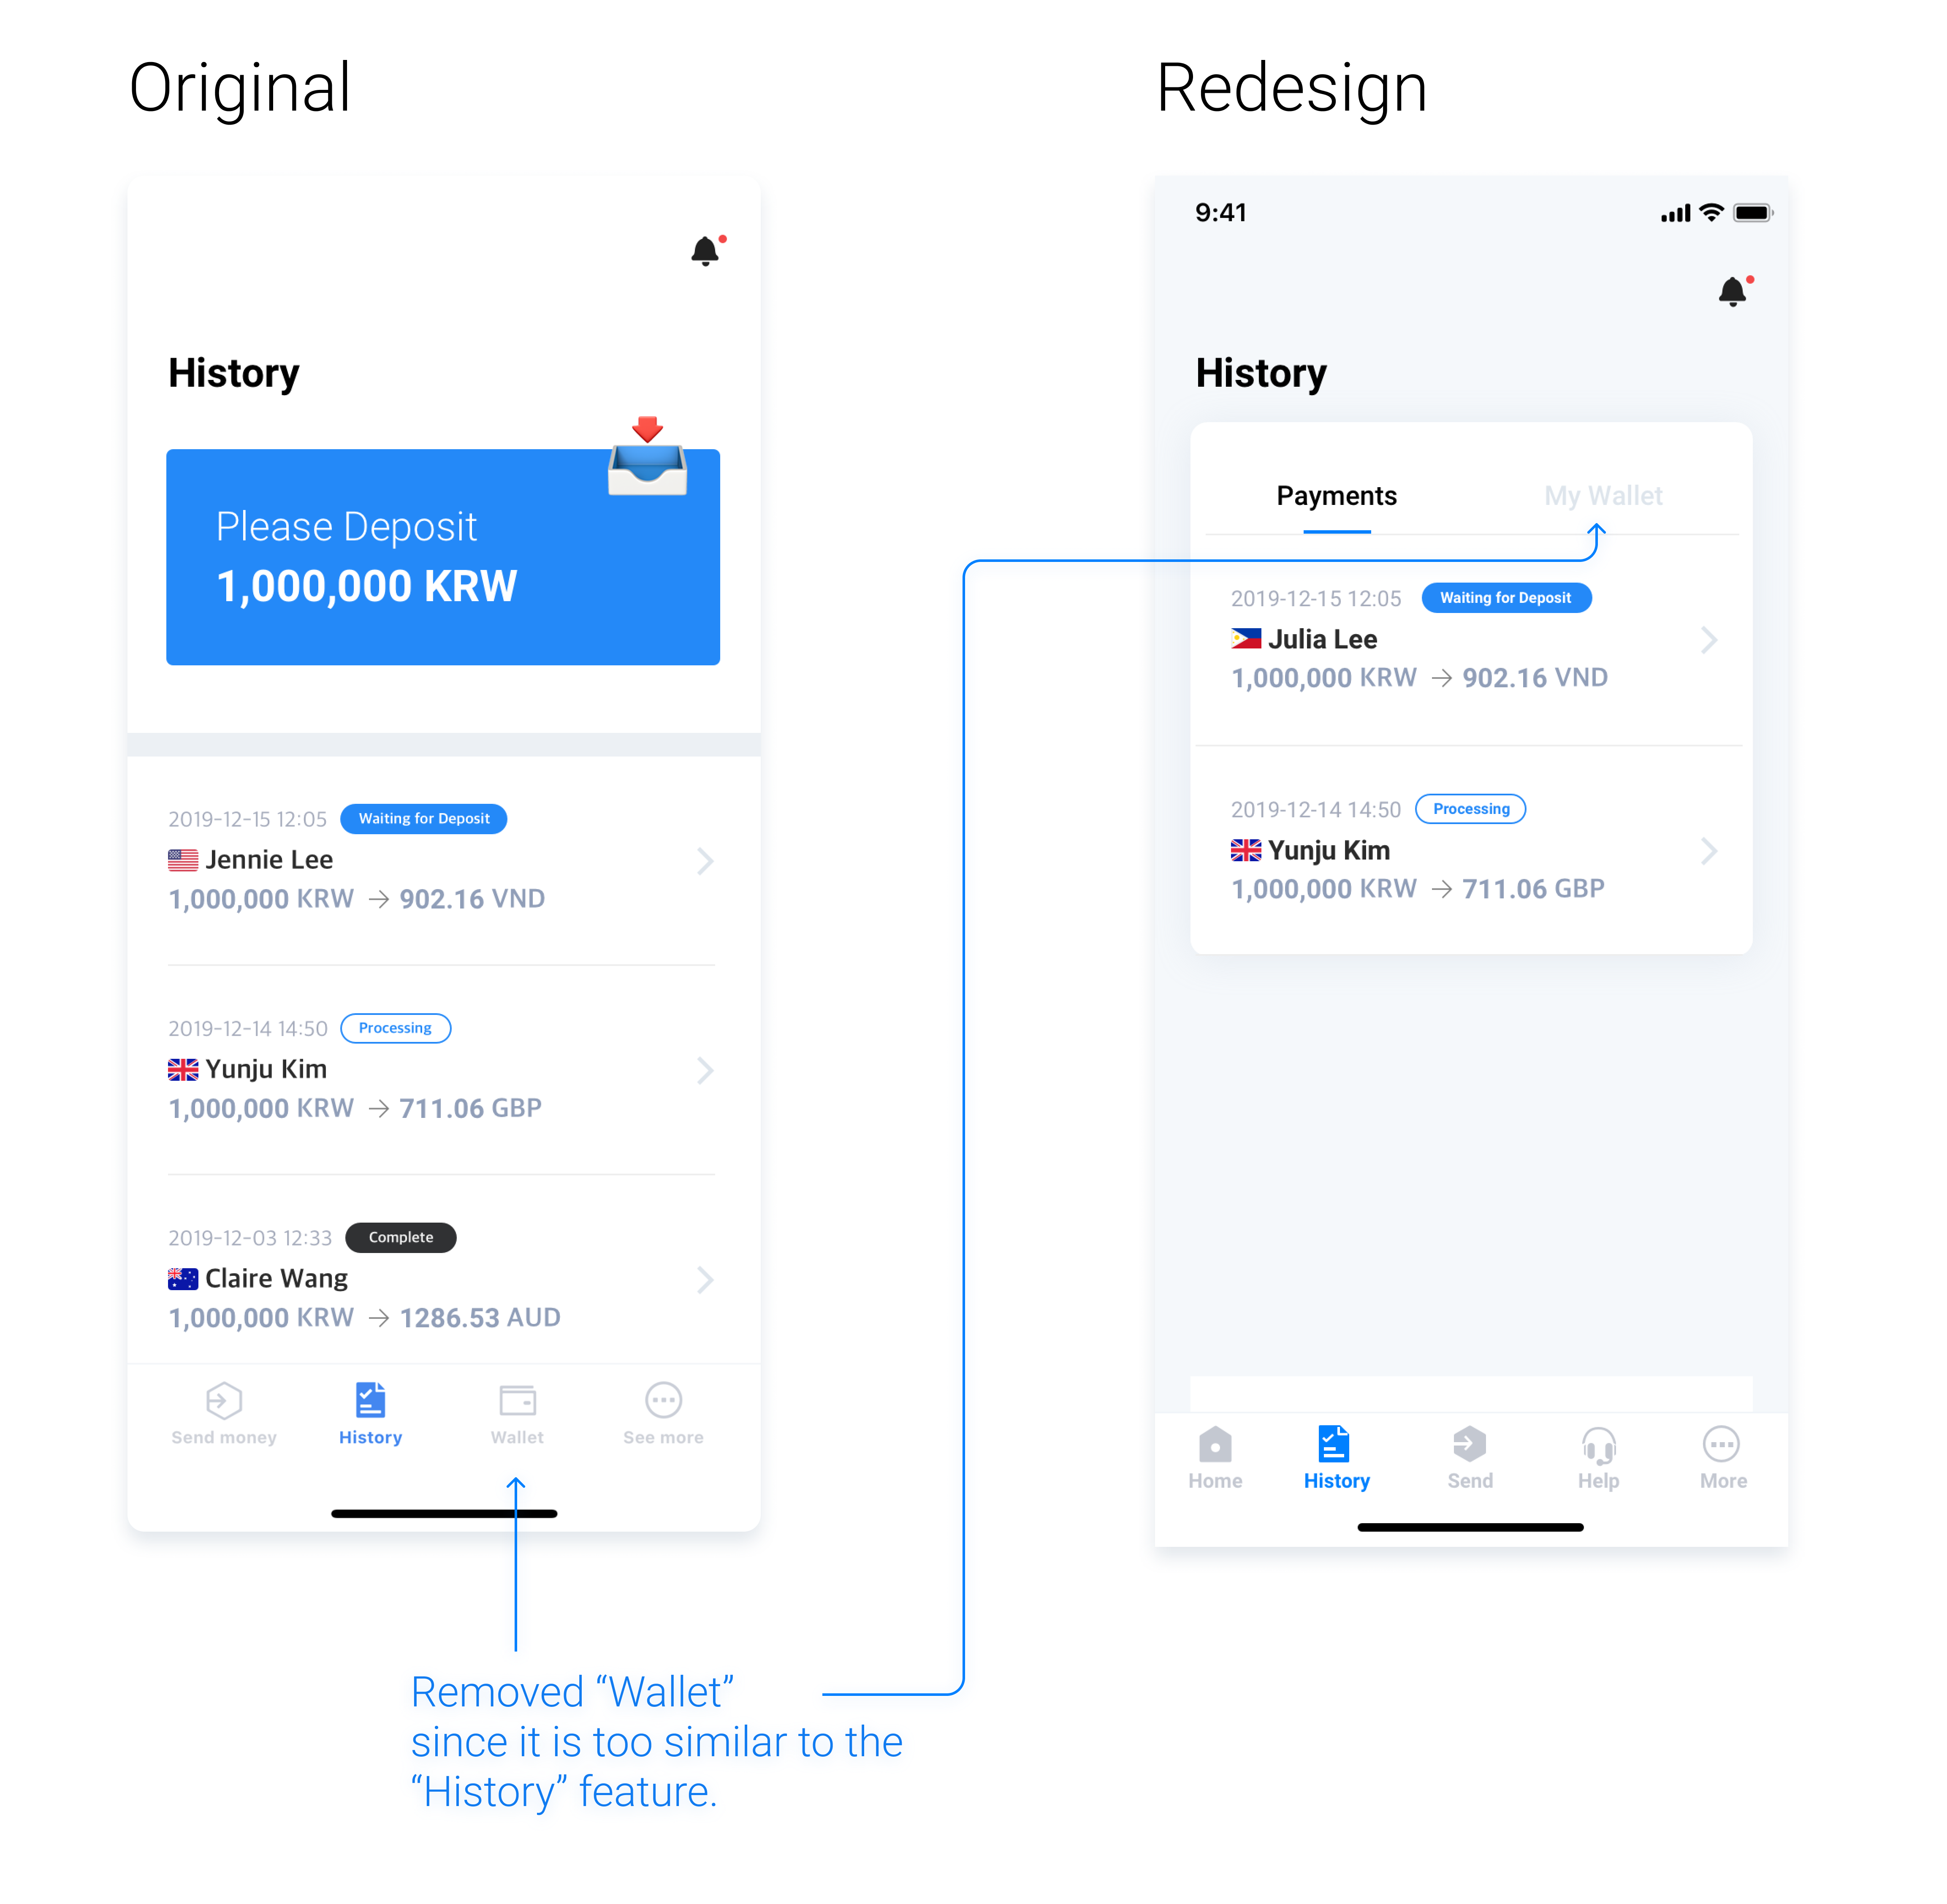 Original
History
Please Deposit
1,000,000 KRW
2019-12-15 12:05 Waiting for Deposit
Jennie Lee
1,000,000 KRW → 902.16 VND
2019-12-14 14:50 Processing
Yunju Kim
1,000,000 KRW → 711.06 GBP
2019-12-03 12:33 Complete
Claire Wang
1,000,000 KRW → 1286.53 AUD
Send money History Wallet See more
Removed “Wallet”
since it is too similar to the
“History” feature.
Redesign
9:41
History
Payments My Wallet
2019-12-15 12:05 Waiting for Deposit
Julia Lee
1,000,000 KRW → 902.16 VND
2019-12-14 14:50 Processing
Yunju Kim
1,000,000 KRW → 711.06 GBP
Home History Send Help More